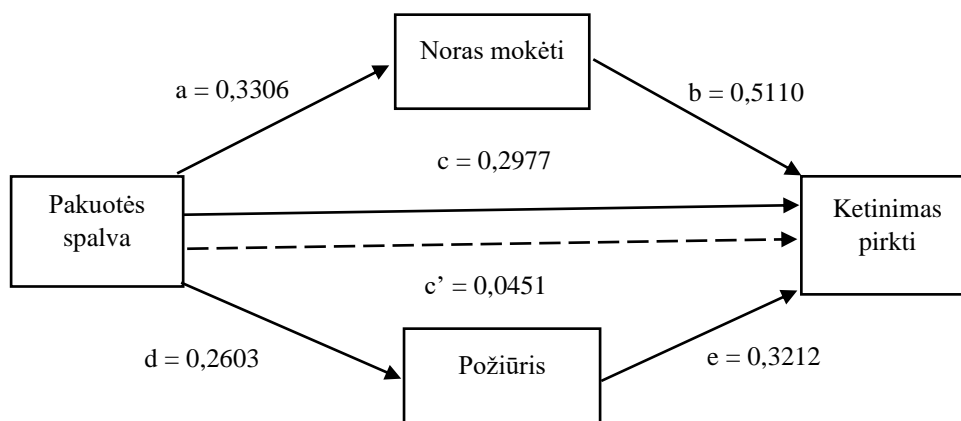 Noras mokėti
a = 0,3306
b = 0,5110
c = 0,2977
Pakuotės
spalva
Ketinimas
pirkti
c’ = 0,0451
d = 0,2603
Požiūris
e = 0,3212